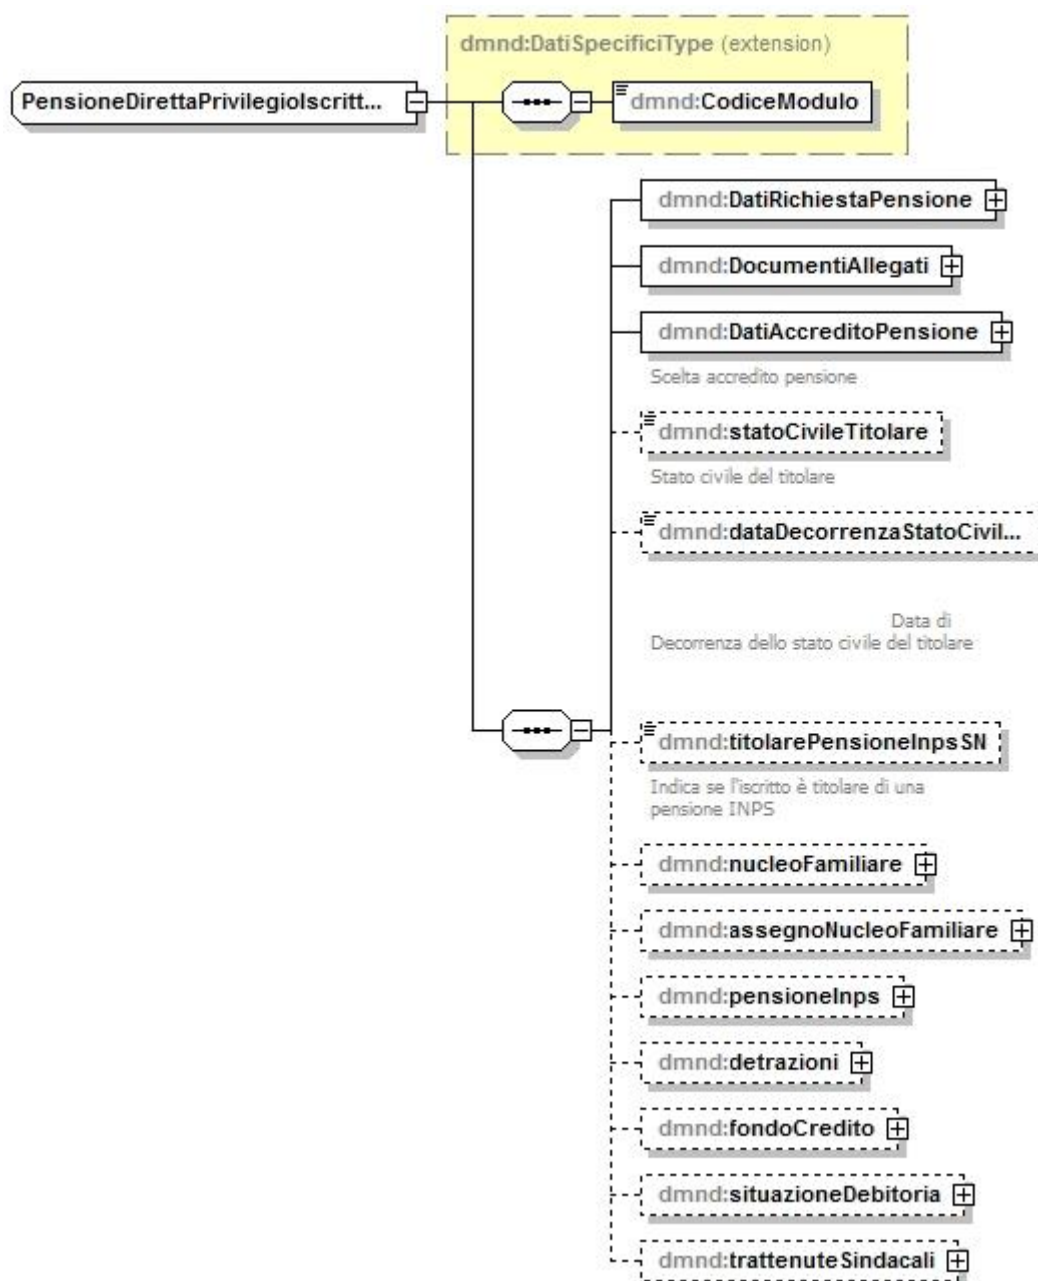 dmnd:DatiSpecificiType (extension)
PensioneDirettaPrivilegioIscritt...
dmnd:CodiceModulo
dmnd:DatiRichiestaPensione
dmnd:DocumentiAllegati
dmnd:DatiAccreditoPensione
Scelta accredito pensione
dmnd:statoCivileTitolare
Stato civile del titolare
dmnd:dataDecorrenzaStatoCivil...
Data di
Decorrenza dello stato civile del titolare
dmnd:titolarePensioneInpsSN
Indica se l'iscritto è titolare di una
pensione INPS
dmnd:nucleoFamiliare
dmnd:assegnoNucleoFamiliare
dmnd:pensioneInps
dmnd:detrazioni
dmnd:fondoCredito
dmnd:situazioneDebitoria
dmnd:trattenuteSindacali